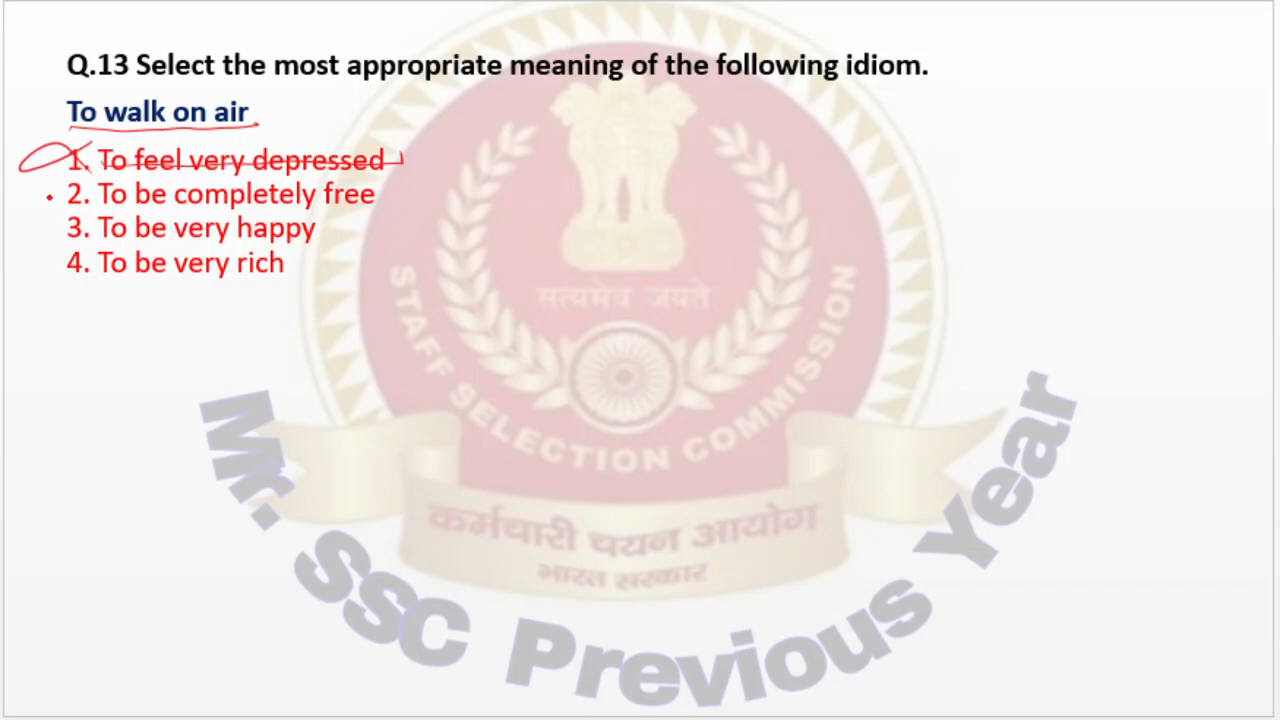 Q.13 Select the most appropriate meaning of the following idiom.
To walk on air
1. To feel very depressed
2. To be completely free
3. To be very happy
4. To be very rich
सत्यमेव जयते
STAFF SELECTION COMMISSION
कर्मचारी चयन आयोग
भारत सरकार
Mr. SSC Previous Year